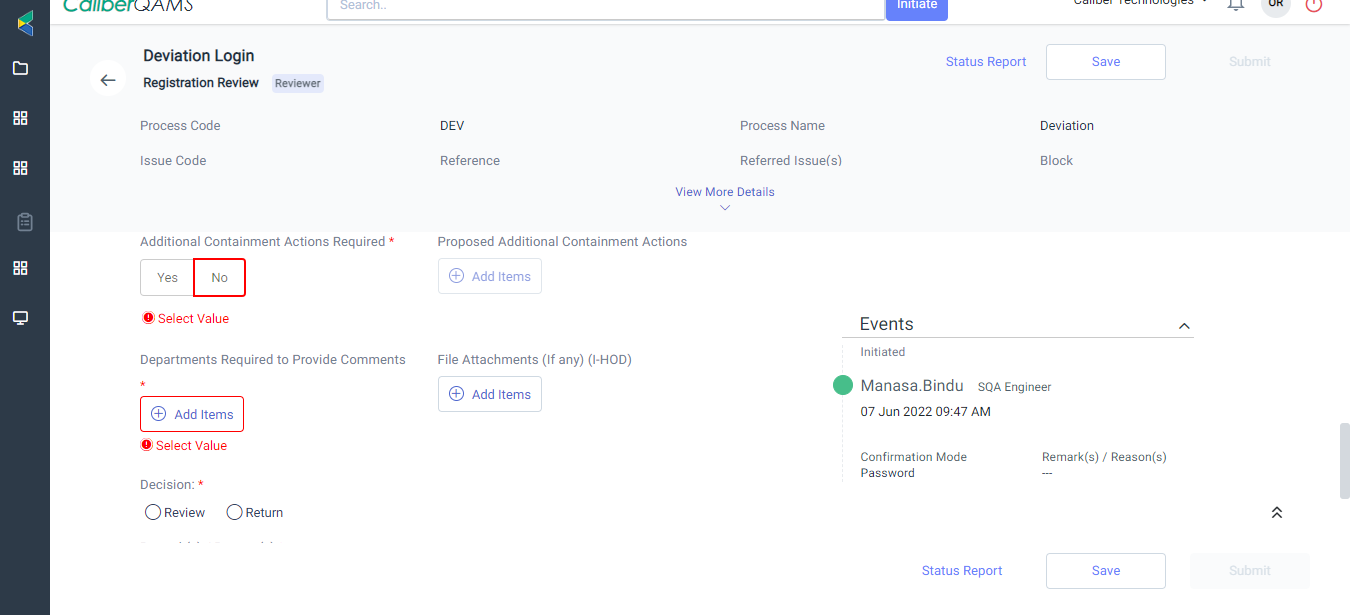 CaliberQAMS
Search..
Initiate
Caliber Technologies
OR
Deviation Login
Registration Review Reviewer
Status Report
Save
Submit
Process Code
DEV
Process Name
Deviation
Issue Code
Reference
Referred Issue(s)
Block
View More Details
Additional Containment Actions Required *
Proposed Additional Containment Actions
Yes
No
Add Items
Select Value
Departments Required to Provide Comments
*
File Attachments (If any) (I-HOD)
Add Items
Add Items
Select Value
Decision: *
Review
Return
Events
Initiated
Manasa.Bindu SQA Engineer
07 Jun 2022 09:47 AM
Confirmation Mode
Remark(s) / Reason(s)
Password
---
Status Report
Save
Submit